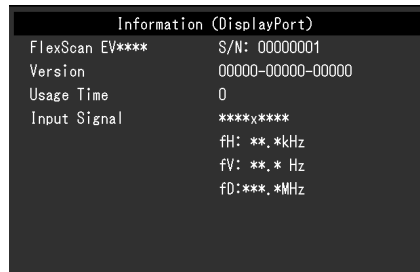 Information (DisplayPort)
FlexScan EV**** S/N: 00000001
Version 00000-00000-00000
Usage Time 0
Input Signal ****x****
fH: **.*kHz
fV: **.* Hz
fD:***.*MHz